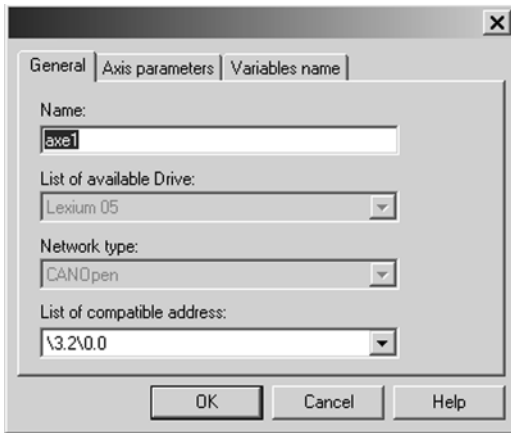 General
Axis parameters
Variables name
Name:
axe1
List of available Drive:
Lexium 05
Network type:
CANOpen
List of compatible address:
\3.2\0.0
OK
Cancel
Help